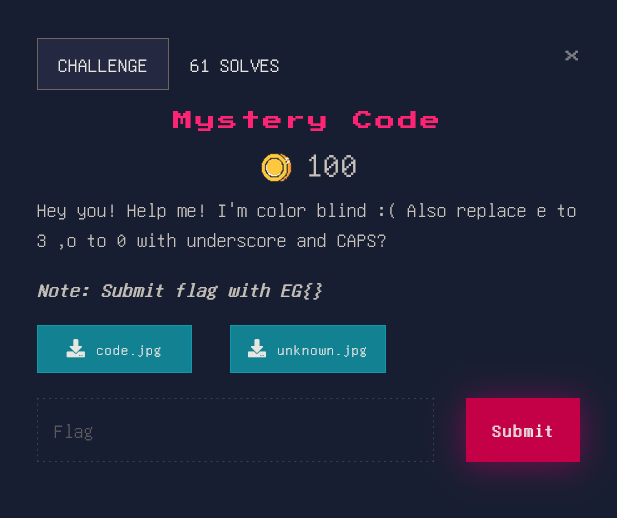 CHALLENGE
61 SOLVES
×
Mystery Code
100
Hey you! Help me! I'm color blind :( Also replace e to
3 ,o to 0 with underscore and CAPS?
Note: Submit flag with EG{}
code.jpg
unknown.jpg
Flag
Submit